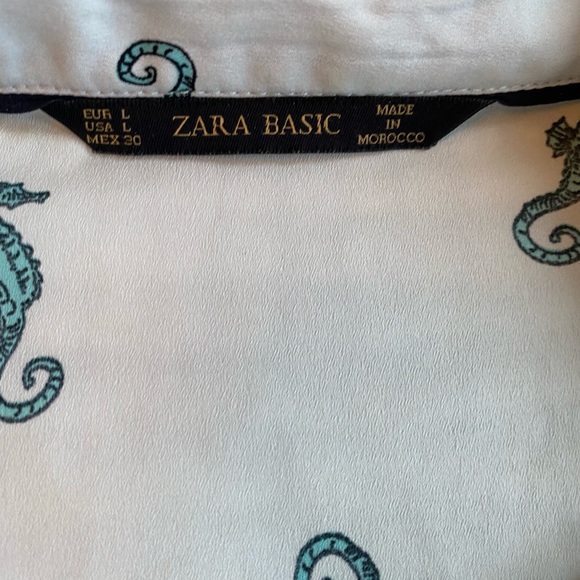 EUR L
USA L
MEX 30
ZARA BASIC
MADE
IN
MOROCCO